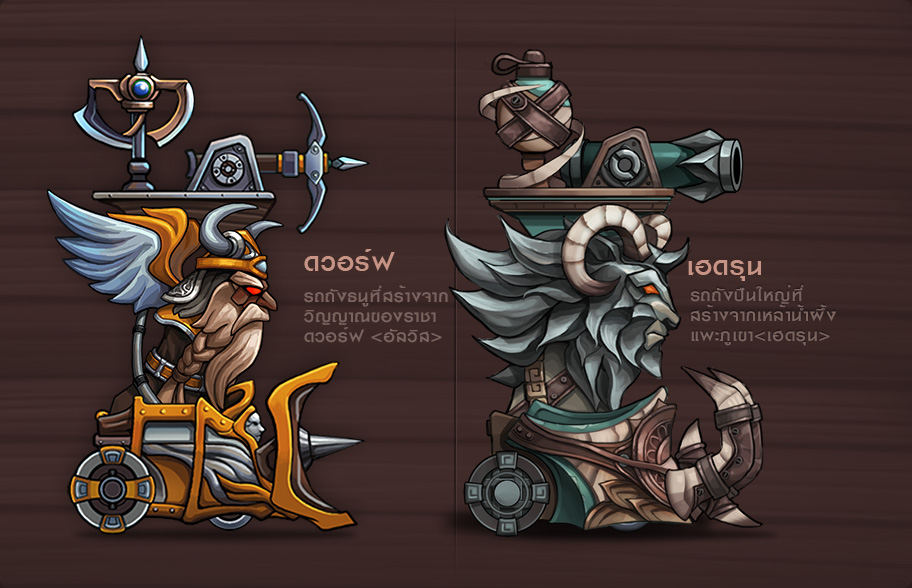 ดวอร์ฟ
รถถังธนูที่สร้างจาก
วิญญาณของราชา
ดวอร์ฟ <อัลวิส>
เฮดรุน
รถถังปืนใหญ่ที่
สร้างจากเหล้าน้ำผึ้ง
แพะภูเขา<เฮดรุน>